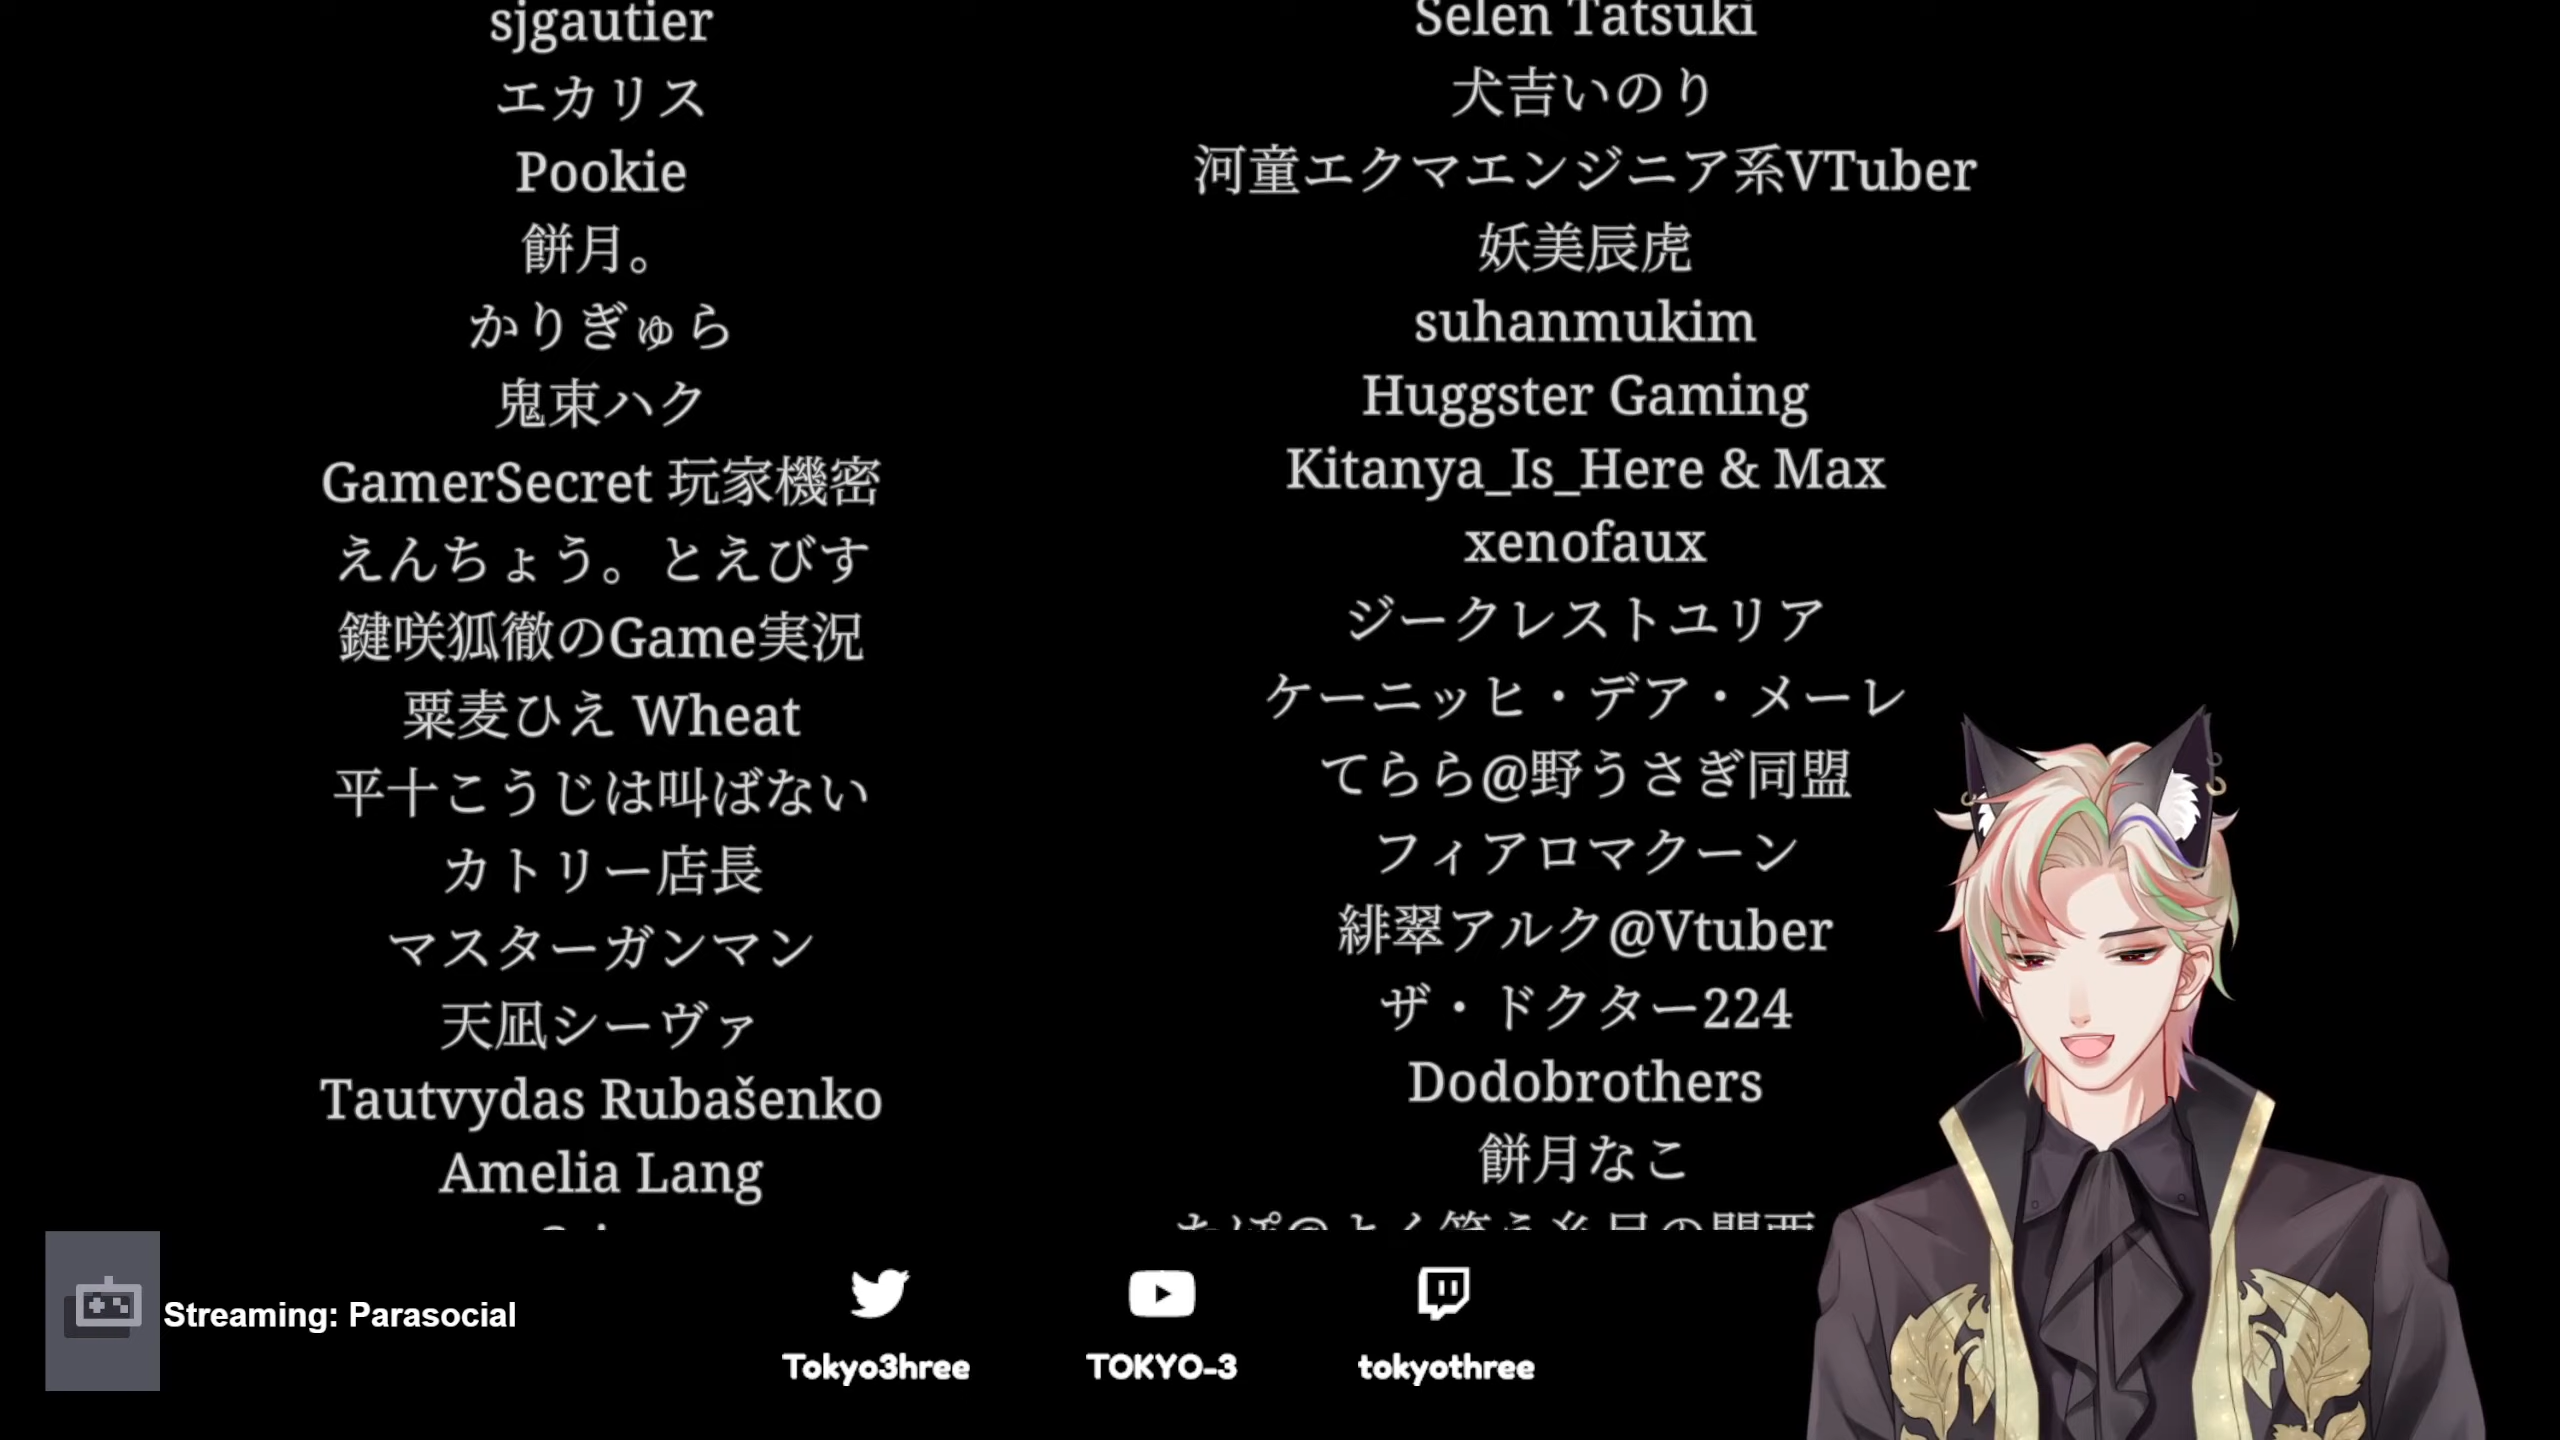 sjgautier
エカリス
Pookie
餅月。
かりぎゅら
鬼束ハク
GamerSecret 玩家機密
えんちょう。とえびす
鍵咲狐徹のGame実況
粟麦ひえ Wheat
平十こうじは叫ばない
カトリー店長
マスターガンマン
天凪シーヴァ
Tautvydas Rubašenko
Amelia Lang
Selen Tatsuki
犬吉いのり
河童エクマエンジニア系VTuber
妖美辰虎
suhanmukim
Huggster Gaming
Kitanya_Is_Here & Max
xenofaux
ジークレストユリア
ケーニッヒ・デア・メーレ
てらら@野うさぎ同盟
フィアロマクーン
緋翠アルク@Vtuber
ザ・ドクター224
Dodobrothers
餅月なこ
Streaming: Parasocial
Tokyo3hree
TOKYO-3
tokyothree